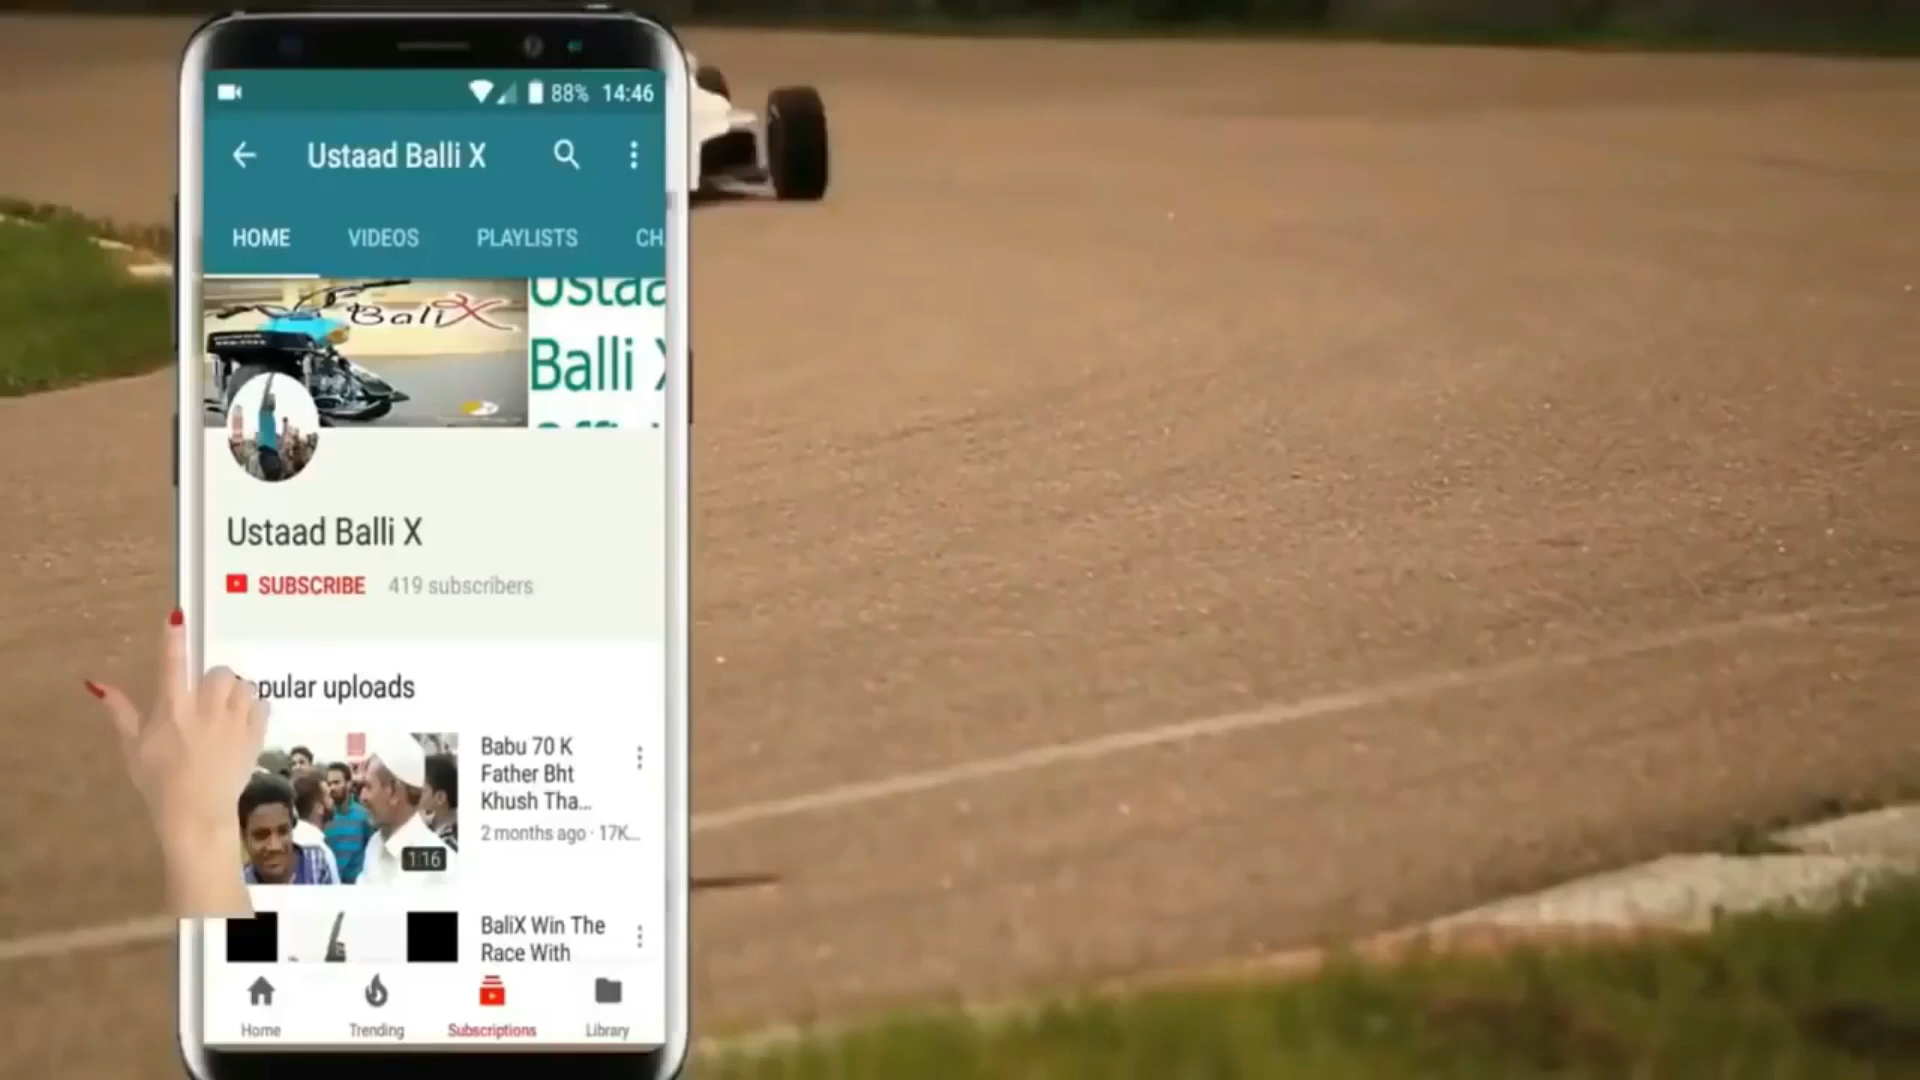 88% 14:46
Ustaad Balli X
HOME VIDEOS PLAYLISTS CH
BaliX
Ustaa
Balli X
Ustaad Balli X
SUBSCRIBE 419 subscribers
Popular uploads
Babu 70 K
Father Bht
Khush Tha...
2 months ago · 17K...
1:16
BaliX Win The
Race With
Home Trending Subscriptions Library